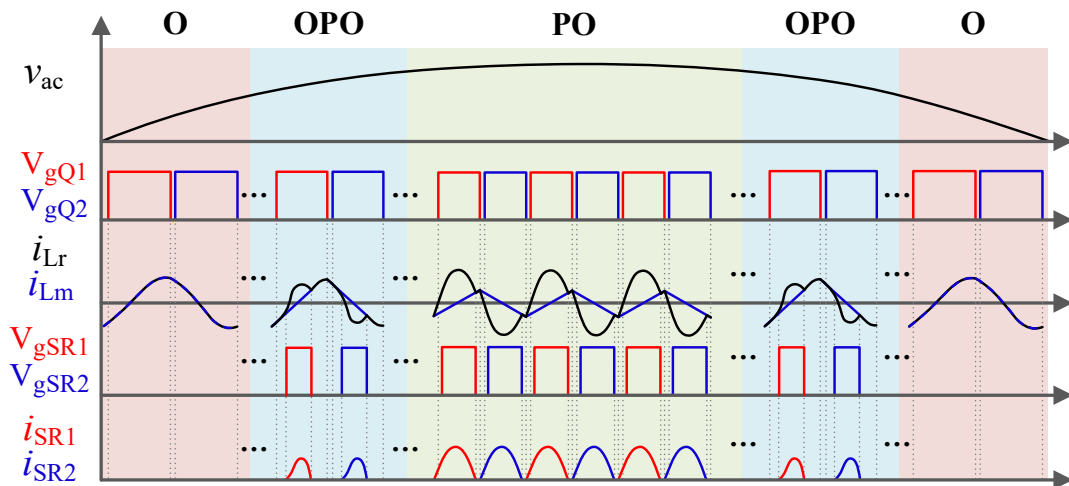 O OPO PO OPO O
vac
VgQ1
VgQ2
... ... ... ...
iLr
iLm
... ... ... ...
VgSR1
VgSR2
... ... ... ...
iSR1
iSR2
... ... ... ...